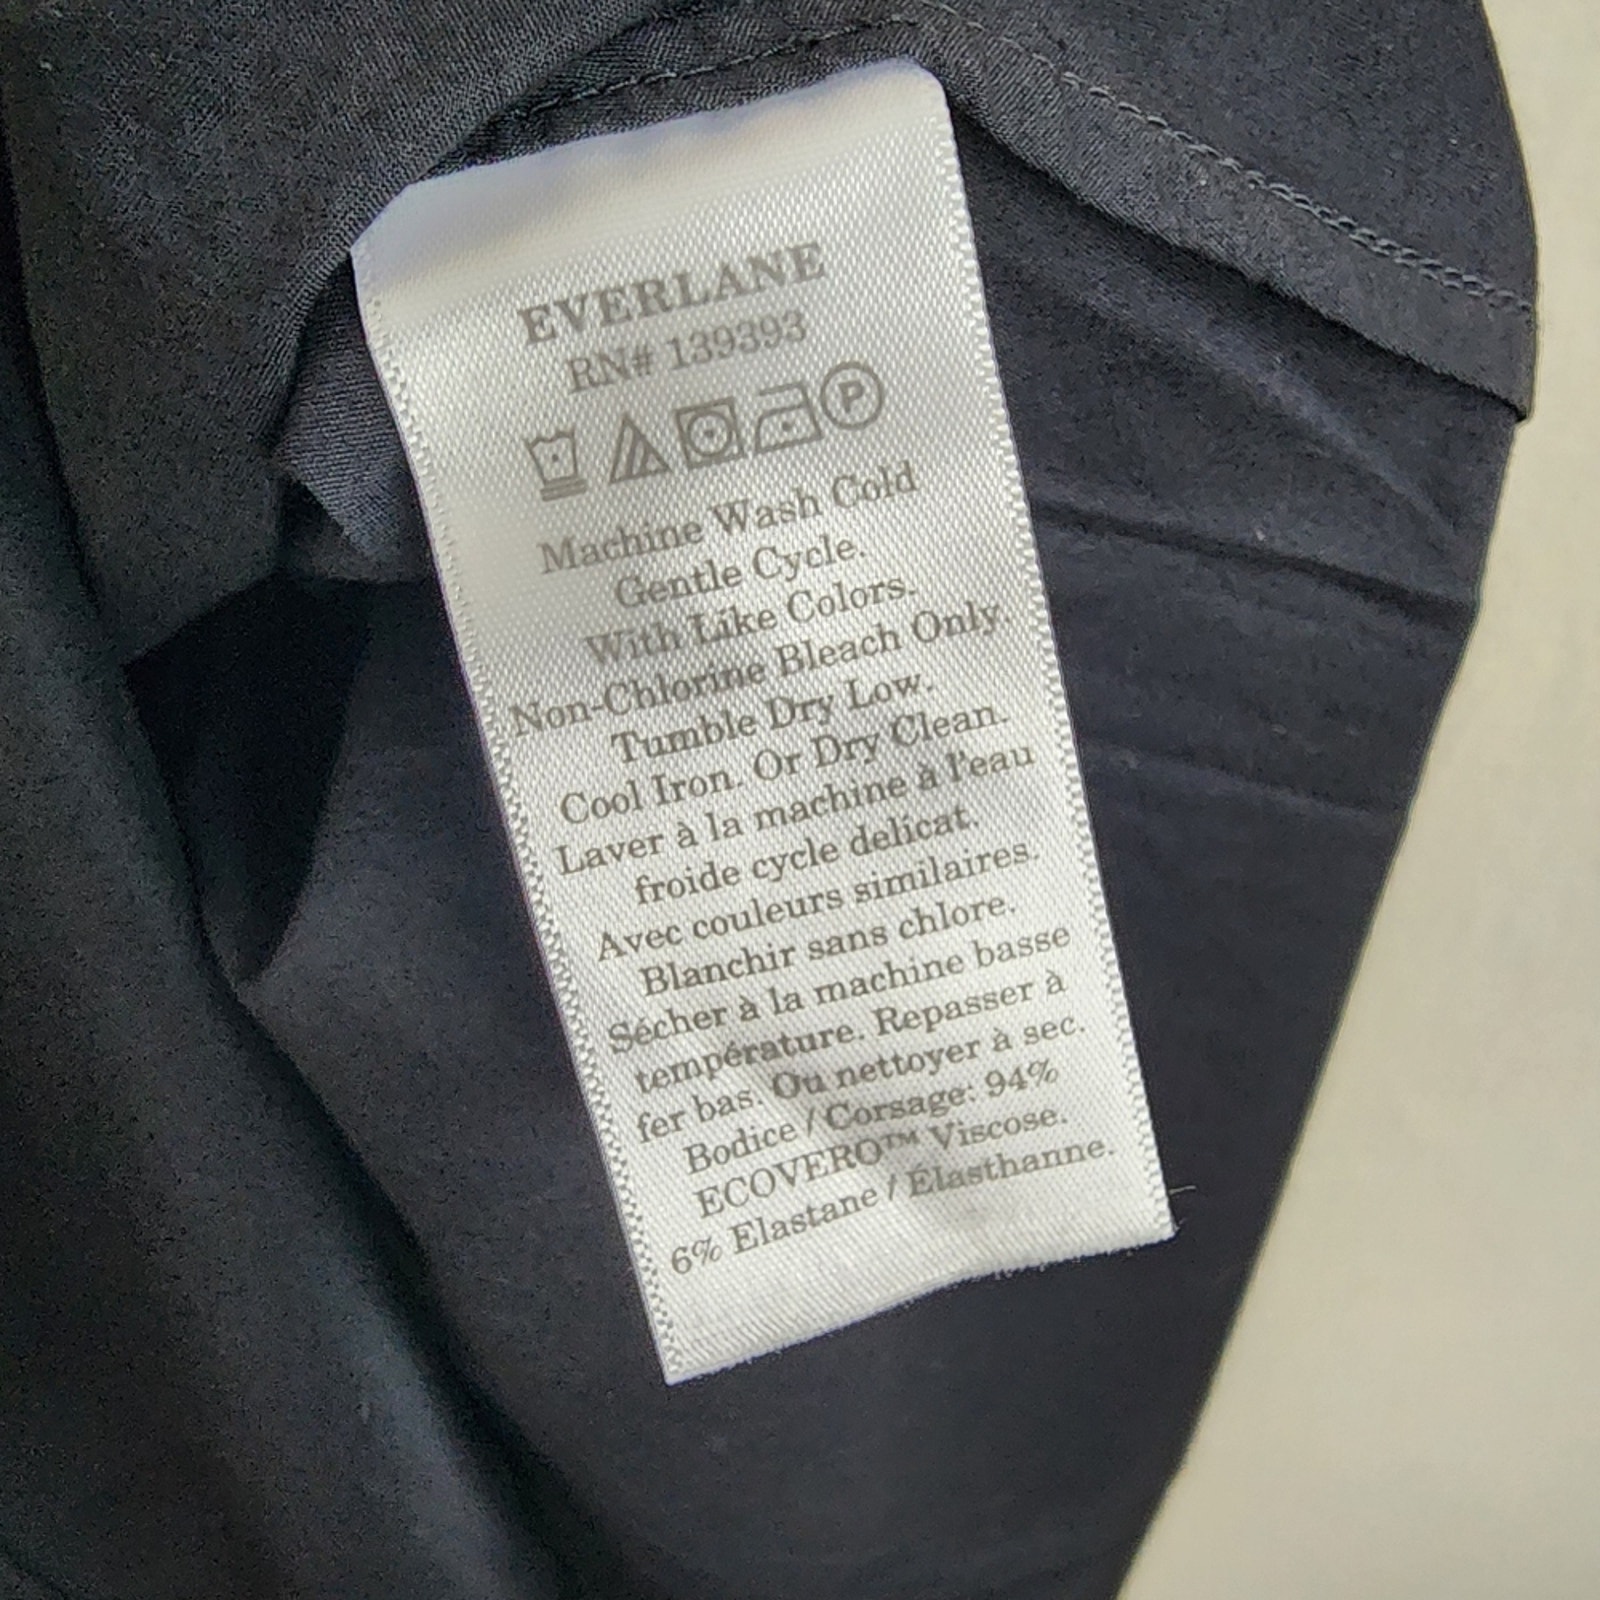 EVERLANE
RN# 139393
P
Machine Wash Cold
Gentle Cycle.
With Like Colors.
Non-Chlorine Bleach Only.
Tumble Dry Low.
Cool Iron. Or Dry Clean.
Laver à la machine à l'eau
froide cycle delicat.
Avec couleurs similaires.
Blanchir sans chlore.
Sécher à la machine basse
température. Repasser à
fer bas. Ou nettoyer à sec.
Bodice / Corsage: 94%
ECOVERO™ Viscose.
6% Elastane / Élasthanne.